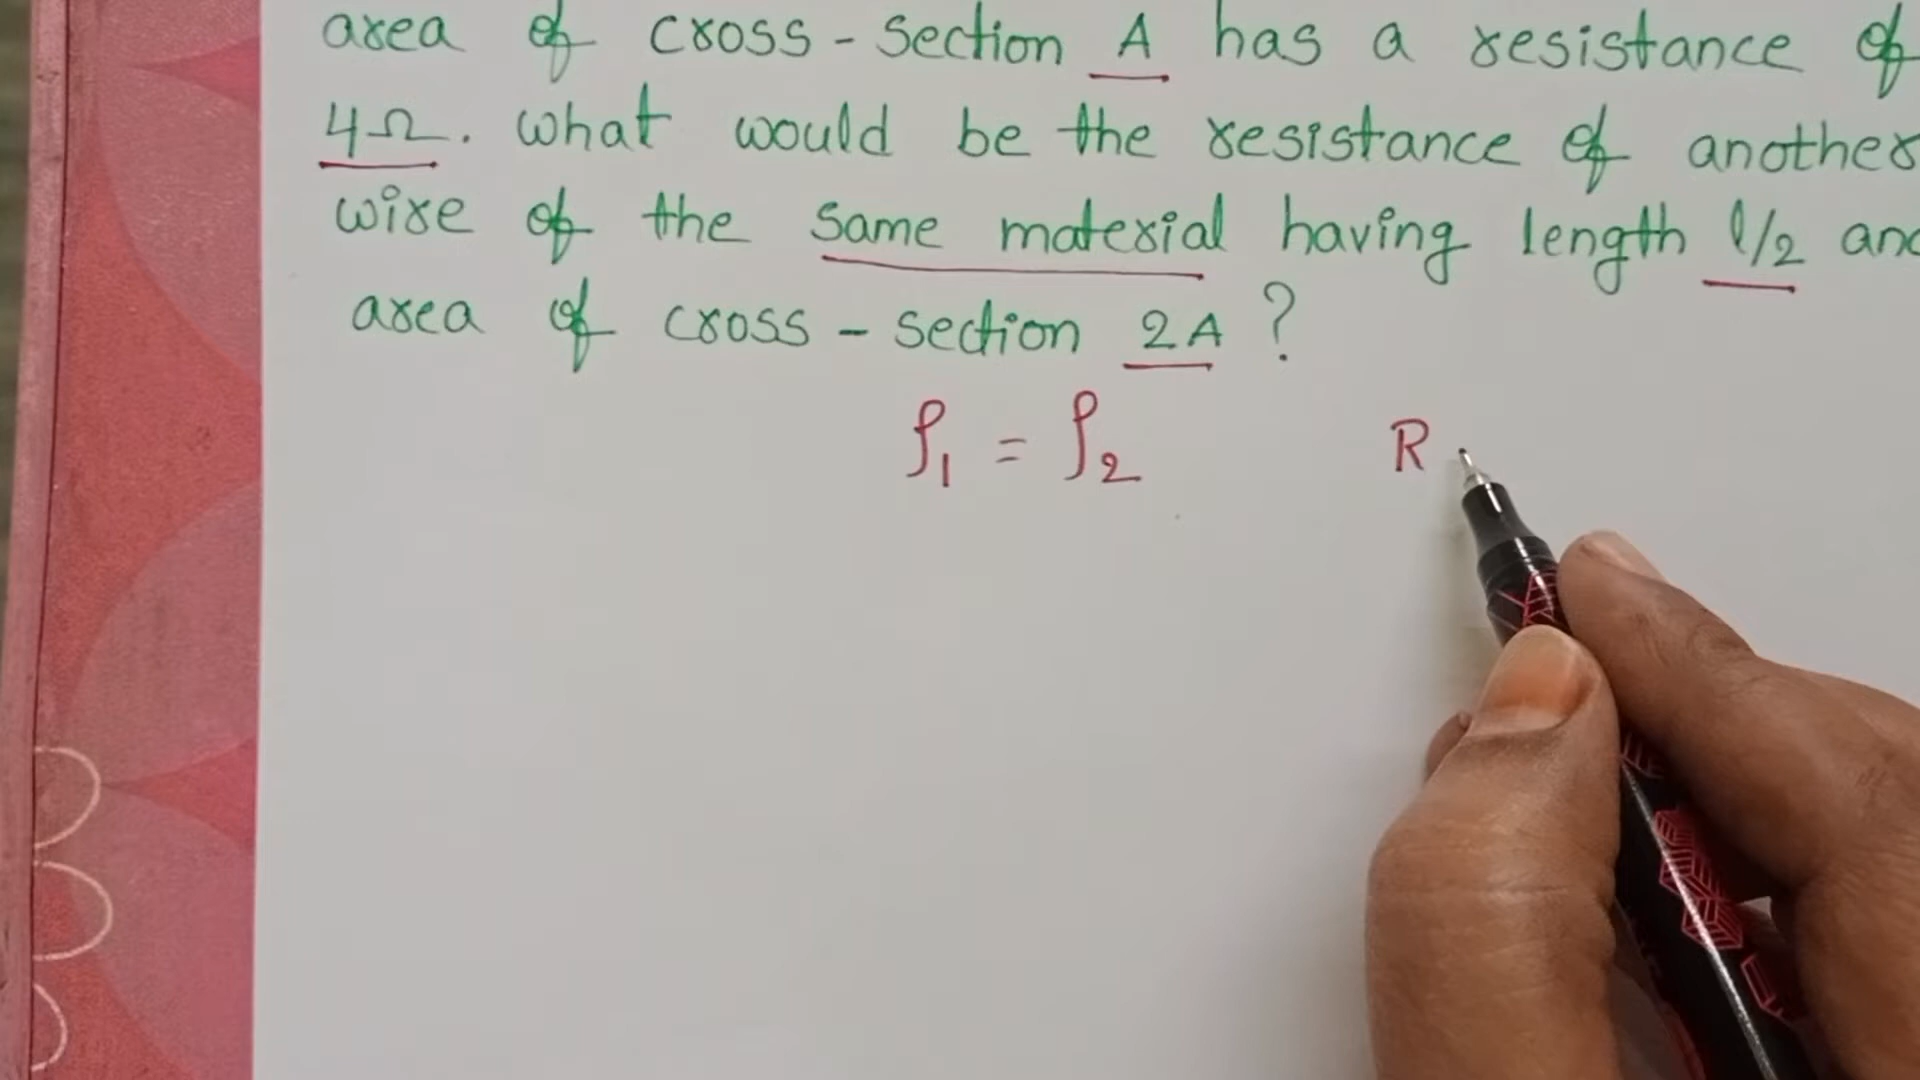 area of cross-section A has a resistance of
4Ω. what would be the resistance of another
wire of the same material having length l/2 and
area of cross-section 2A?
ρ1 = ρ2 R